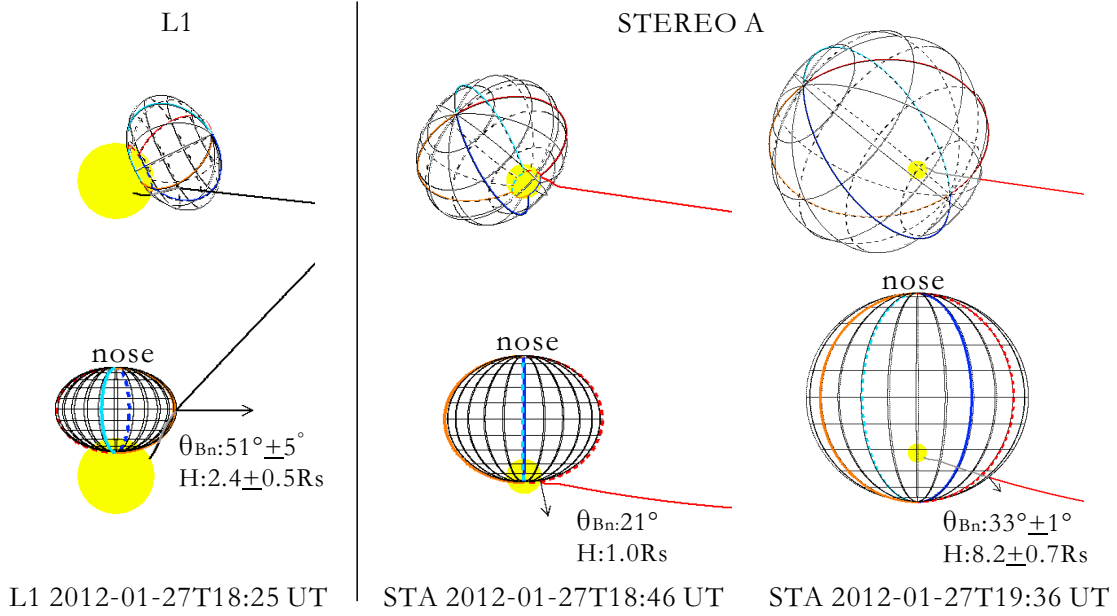 L1
STEREO A
nose
θBn:51°±5°
H:2.4±0.5Rs
nose
θBn:21°
H:1.0Rs
nose
θBn:33°±1°
H:8.2±0.7Rs
L1 2012-01-27T18:25 UT
STA 2012-01-27T18:46 UT
STA 2012-01-27T19:36 UT